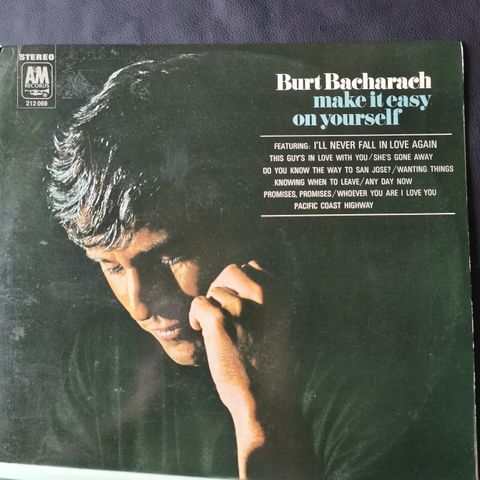 STEREO
A&M
RECORDS
212 069
Burt Bacharach
make it easy
on yourself
FEATURING: I'LL NEVER FALL IN LOVE AGAIN
THIS GUY'S IN LOVE WITH YOU/SHE'S GONE AWAY
DO YOU KNOW THE WAY TO SAN JOSE?/WANTING THINGS
KNOWING WHEN TO LEAVE/ANY DAY NOW
PROMISES, PROMISES/WHOEVER YOU ARE I LOVE YOU
PACIFIC COAST HIGHWAY